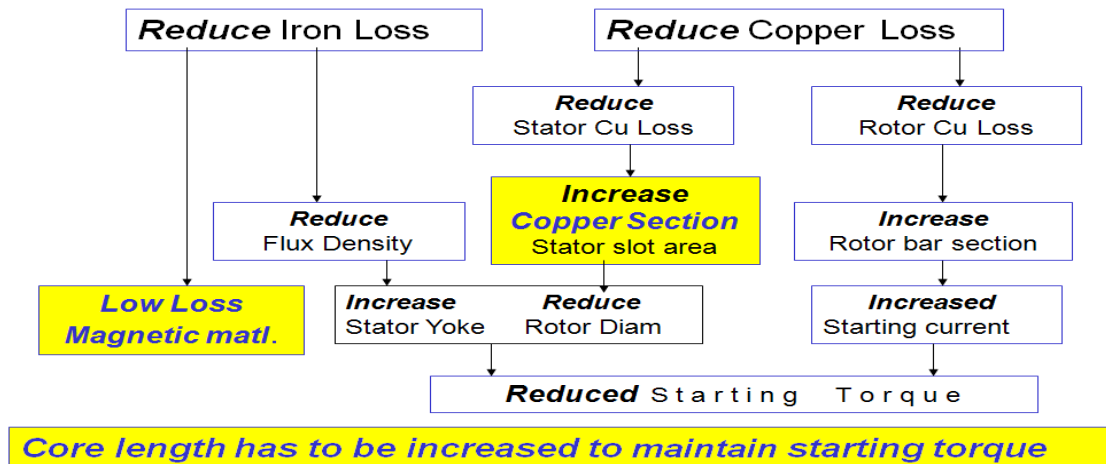 Reduce Iron Loss
Reduce Copper Loss
Reduce
Stator Cu Loss
Reduce
Rotor Cu Loss
Increase
Copper Section
Stator slot area
Reduce
Flux Density
Increase
Rotor bar section
Low Loss
Magnetic matl.
Increase
Stator Yoke
Reduce
Rotor Diam
Increased
Starting current
Reduced Starting Torque
Core length has to be increased to maintain starting torque